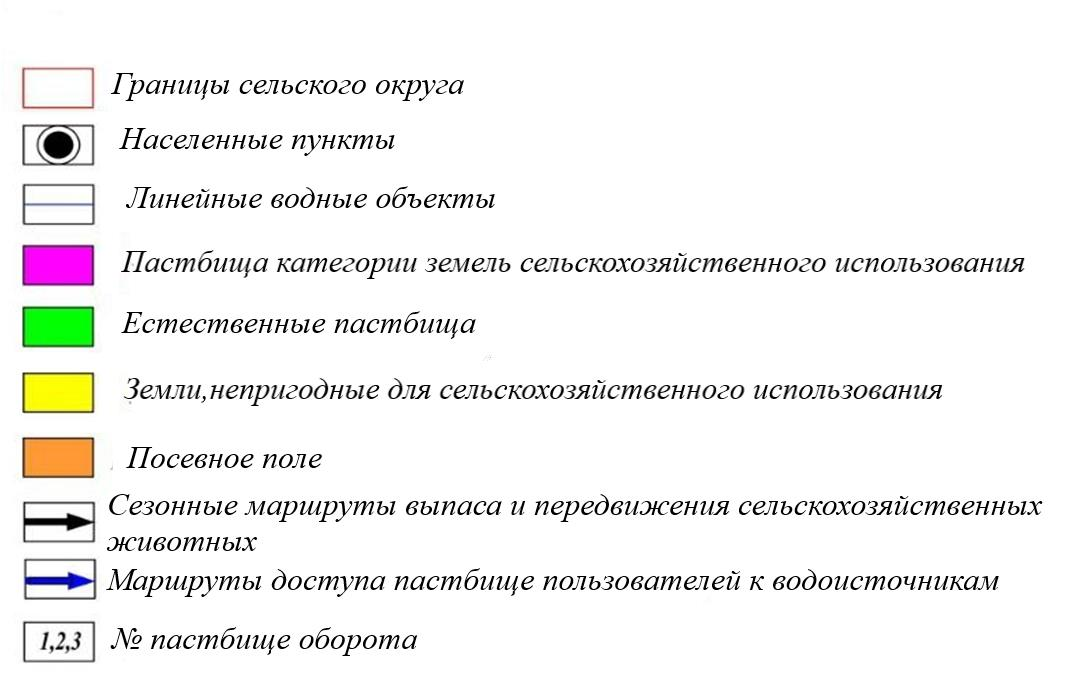 Границы сельского округа
Населенные пункты
Линейные водные объекты
Пастбища категории земель сельскохозяйственного использования
Естественные пастбища
Земли,непригодные для сельскохозяйственного использования
Посевное поле
Сезонные маршруты выпаса и передвижения сельскохозяйственных
животных
Маршруты доступа пастбище пользователей к водоисточникам
1,2,3 № пастбище оборота